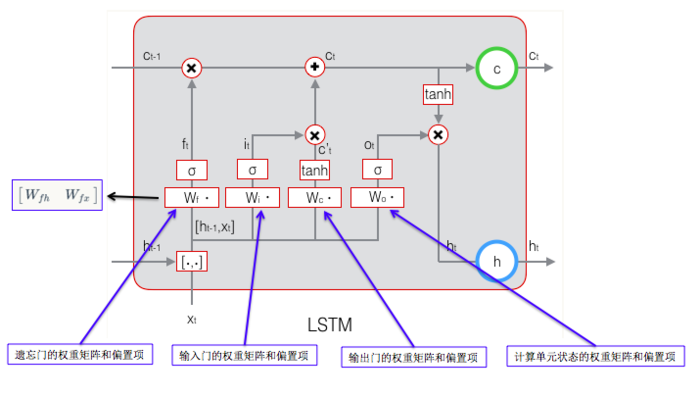 Ct-1
Ct
Ct
c
tanh
ft
it
c't
ot
σ
σ
tanh
σ
[Wfh Wfx]
Wf ·
Wi ·
Wc ·
Wo ·
[ht-1,xt]
ht-1
[·,·]
ht
h
ht
xt
LSTM
遗忘门的权重矩阵和偏置项
输入门的权重矩阵和偏置项
输出门的权重矩阵和偏置项
计算单元状态的权重矩阵和偏置项